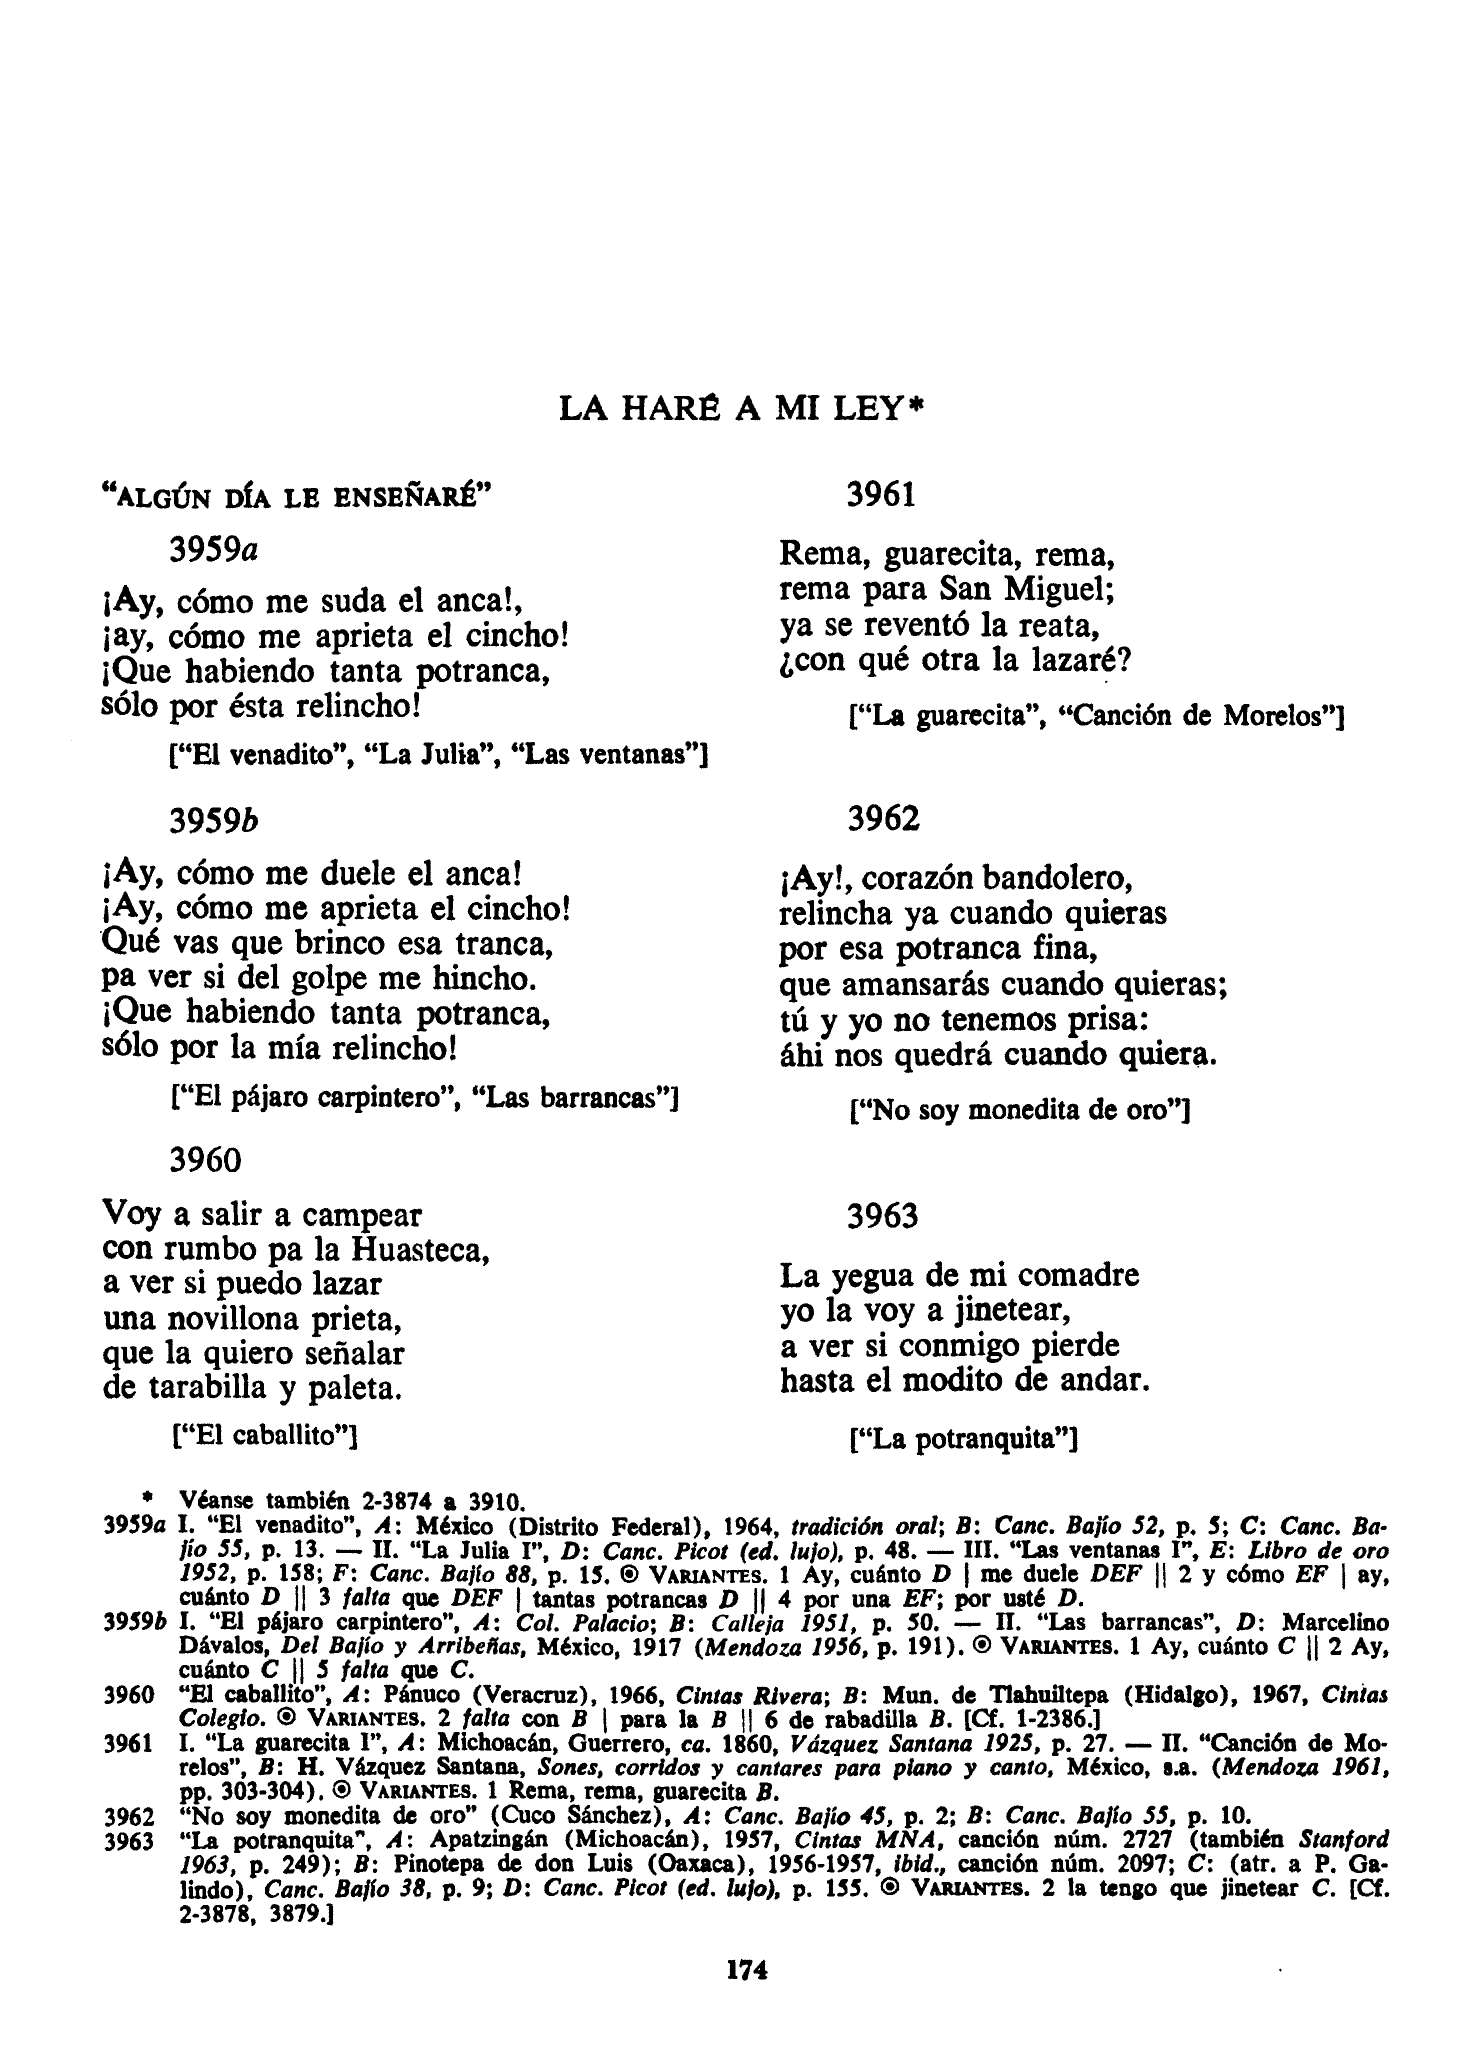 LA HARÉ A MI LEY*
“ALGÚN DÍA LE ENSEÑARÉ”
3959a
¡Ay, cómo me suda el anca!,
¡ay, cómo me aprieta el cincho!
¡Que habiendo tanta potranca,
sólo por ésta relincho!
[“El venadito”, “La Julia”, “Las ventanas”]
3959b
¡Ay, cómo me duele el anca!
¡Ay, cómo me aprieta el cincho!
Qué vas que brinco esa tranca,
pa ver si del golpe me hincho.
¡Que habiendo tanta potranca,
sólo por la mía relincho!
[“El pájaro carpintero”, “Las barrancas”]
3960
Voy a salir a campear
con rumbo pa la Huasteca,
a ver si puedo lazar
una novillona prieta,
que la quiero señalar
de tarabilla y paleta.
[“El caballito”]
3961
Rema, guarecita, rema,
rema para San Miguel;
ya se reventó la reata,
¿con qué otra la lazaré?
[“La guarecita”, “Canción de Morelos”]
3962
¡Ay!, corazón bandolero,
relincha ya cuando quieras
por esa potranca fina,
que amansarás cuando quieras;
tú y yo no tenemos prisa:
áhi nos quedrá cuando quiera.
[“No soy monedita de oro”]
3963
La yegua de mi comadre
yo la voy a jinetear,
a ver si conmigo pierde
hasta el modito de andar.
[“La potranquita”]
* Véanse también 2-3874 a 3910.
3959a I. “El venadito”, A: México (Distrito Federal), 1964, tradición oral; B: Canc. Bajío 52, p. 5; C: Canc. Ba-
jío 55, p. 13. — II. “La Julia I”, D: Canc. Picot (ed. lujo), p. 48. — III. “Las ventanas I”, E: Libro de oro
1952, p. 158; F: Canc. Bajío 88, p. 15. ⊙ VARIANTES. 1 Ay, cuánto D | me duele DEF || 2 y cómo EF | ay,
cuánto D || 3 falta que DEF | tantas potrancas D || 4 por una EF; por usté D.
3959b I. “El pájaro carpintero”, A: Col. Palacio; B: Calleja 1951, p. 50. — II. “Las barrancas”, D: Marcelino
Dávalos, Del Bajío y Arribeñas, México, 1917 (Mendoza 1956, p. 191). ⊙ VARIANTES. 1 Ay, cuánto C || 2 Ay,
cuánto C || 5 falta que C.
3960 “El caballito”, A: Pánuco (Veracruz), 1966, Cintas Rivera; B: Mun. de Tlahuiltepa (Hidalgo), 1967, Cintas
Colegio. ⊙ VARIANTES. 2 falta con B | para la B || 6 de rabadilla B. [Cf. 1-2386.]
3961 I. “La guarecita I”, A: Michoacán, Guerrero, ca. 1860, Vázquez Santana 1925, p. 27. — II. “Canción de Mo-
relos”, B: H. Vázquez Santana, Sones, corridos y cantares para piano y canto, México, s.a. (Mendoza 1961,
pp. 303-304). ⊙ VARIANTES. 1 Rema, rema, guarecita B.
3962 “No soy monedita de oro” (Cuco Sánchez), A: Canc. Bajío 45, p. 2; B: Canc. Bajío 55, p. 10.
3963 “La potranquita”, A: Apatzingán (Michoacán), 1957, Cintas MNA, canción núm. 2727 (también Stanford
1963, p. 249); B: Pinotepa de don Luis (Oaxaca), 1956-1957, ibid., canción núm. 2097; C: (atr. a P. Ga-
lindo), Canc. Bajío 38, p. 9; D: Canc. Picot (ed. lujo), p. 155. ⊙ VARIANTES. 2 la tengo que jinetear C. [Cf.
2-3878, 3879.]
174